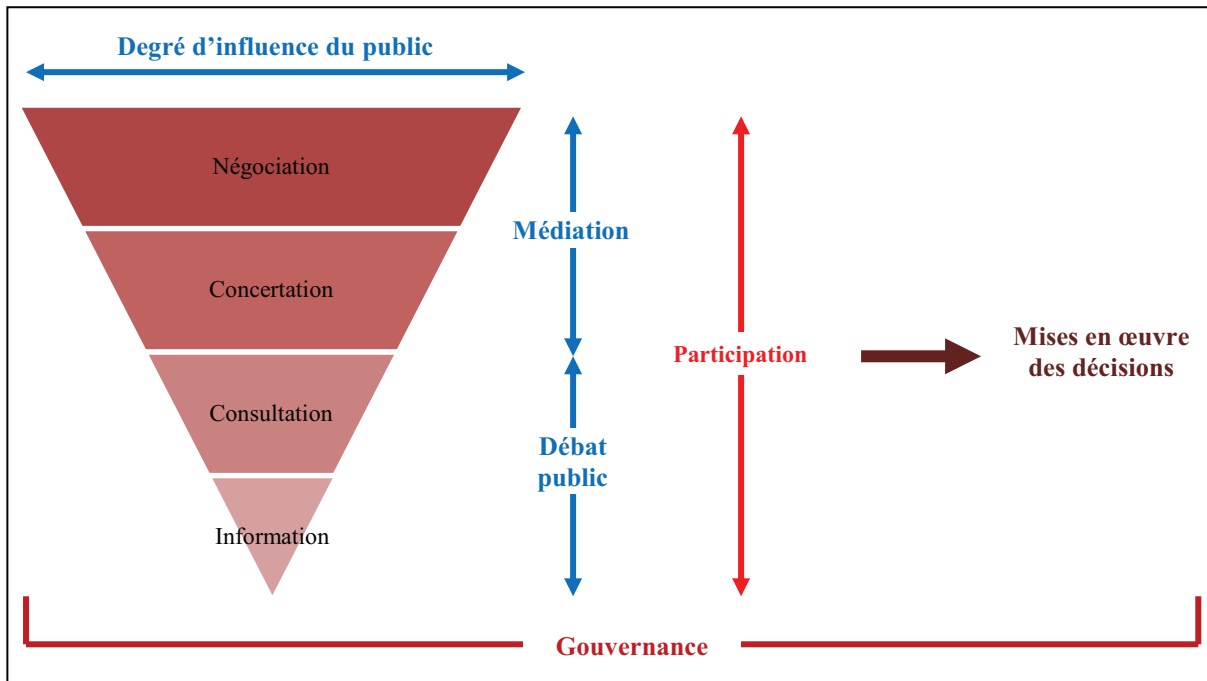 Degré d'influence du public
Négociation
Concertation
Consultation
Information
Médiation
Débat
public
Participation
Mises en œuvre
des décisions
Gouvernance